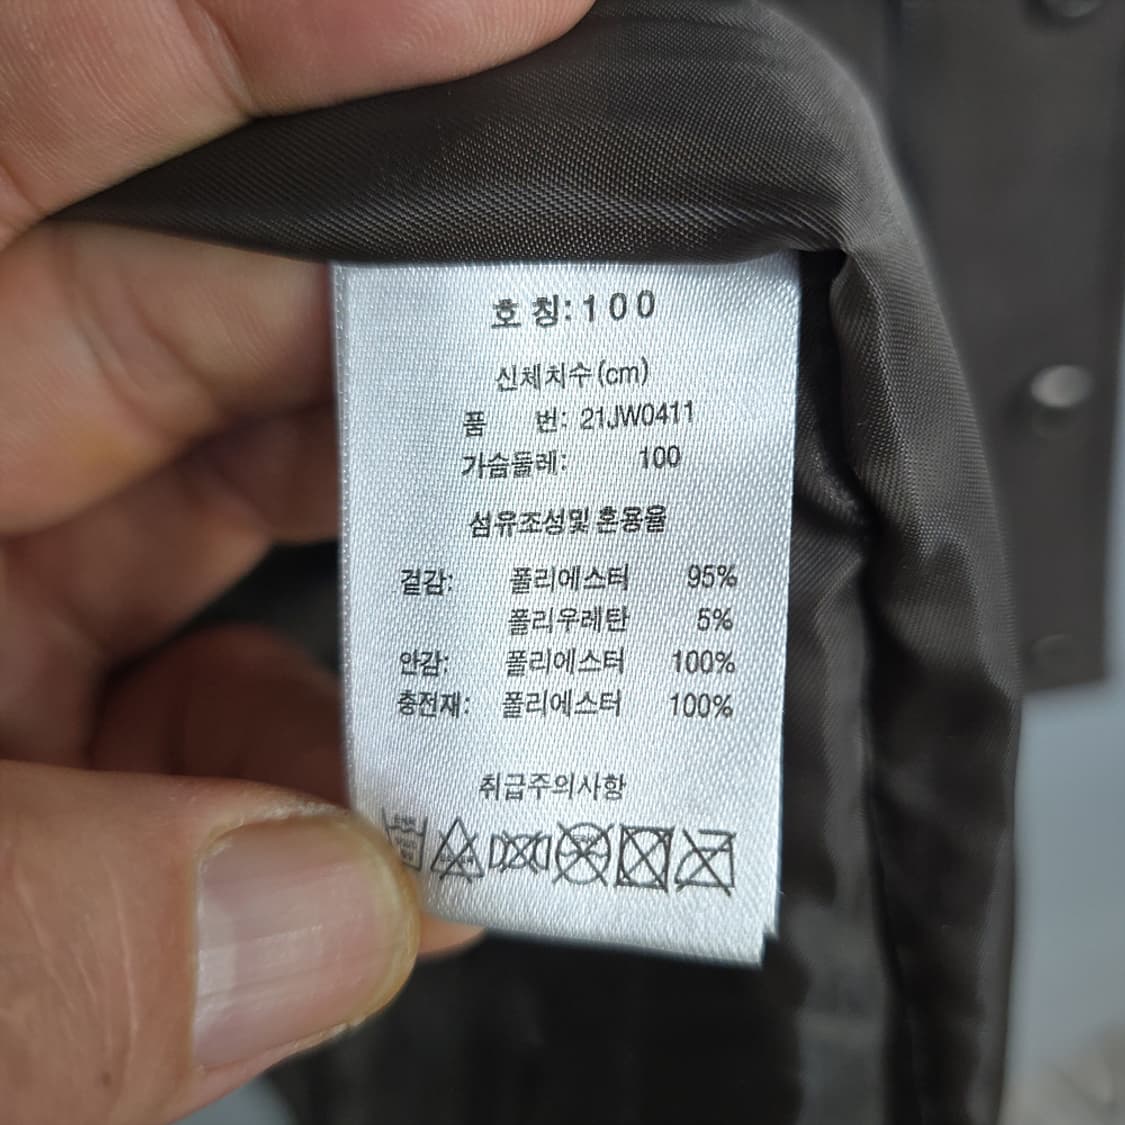 호 칭: 100
신체치수(cm)
품 번: 21JW0411
가슴둘레: 100
섬유조성및 혼용율
겉감: 폴리에스터 95%
폴리우레탄 5%
안감: 폴리에스터 100%
충전재: 폴리에스터 100%
취급주의사항